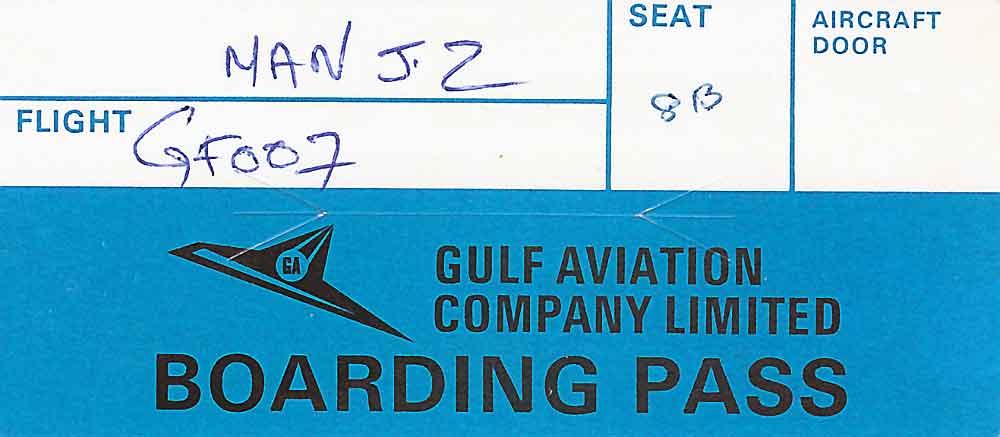 MAN J.Z
FLIGHT GF007
SEAT
8B
AIRCRAFT
DOOR
GA
GULF AVIATION
COMPANY LIMITED
BOARDING PASS